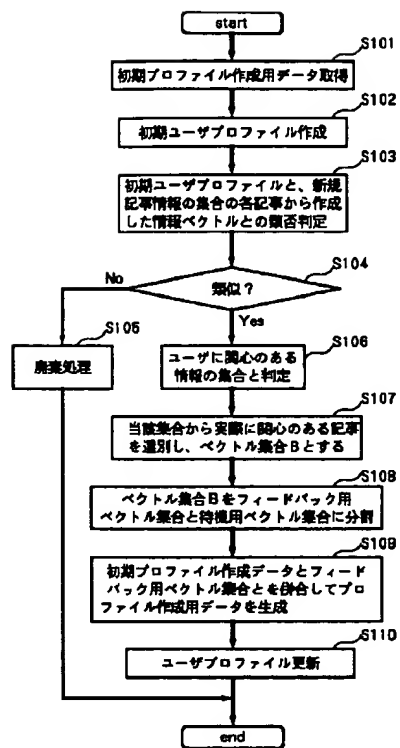 start
S101
初期プロファイル作成用データ取得
S102
初期ユーザプロファイル作成
S103
初期ユーザプロファイルと、新規
記事情報の集合の各記事から作成
した情報ベクトルとの類否判定
S104
No
類似？
Yes
S105
廃棄処理
S106
ユーザに関心のある
情報の集合と判定
S107
当該集合から実際に関心のある記事
を選別し、ベクトル集合Bとする
S108
ベクトル集合Bをフィードバック用
ベクトル集合と待機用ベクトル集合に分割
S109
初期プロファイル作成データとフィード
バック用ベクトル集合とを併合してプロ
ファイル作成用データを生成
S110
ユーザプロファイル更新
end